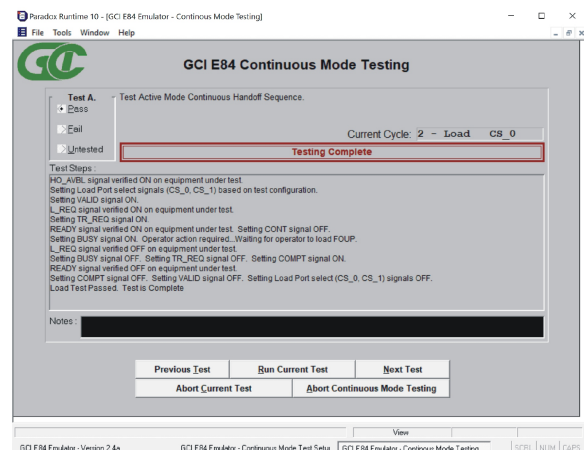 Paradox Runtime 10 - [GCI E84 Emulator - Continous Mode Testing]
File Tools Window Help
GCI
GCI E84 Continuous Mode Testing
Test A.
Pass
Fail
Untested
Test Active Mode Continuous Handoff Sequence.
Current Cycle: 2 - Load CS_0
Testing Complete
Test Steps :
HO_AVBL signal verified ON on equipment under test.
Setting Load Port select signals (CS_0, CS_1) based on test configuration.
Setting VALID signal ON.
L_REQ signal verified ON on equipment under test.
Setting TR_REQ signal ON.
READY signal verified ON on equipment under test. Setting CONT signal OFF.
Setting BUSY signal ON. Operator action required...Waiting for operator to load FOUP.
L_REQ signal verified OFF on equipment under test.
Setting BUSY signal OFF. Setting TR_REQ signal OFF. Setting COMPT signal ON.
READY signal verified OFF on equipment under test.
Setting COMPT signal OFF. Setting VALID signal OFF. Setting Load Port select (CS_0, CS_1) signals OFF.
Load Test Passed. Test is Complete
Notes :
Previous Test Run Current Test Next Test
Abort Current Test Abort Continuous Mode Testing
View
GCI E84 Emulator - Version 2.4a GCI E84 Emulator - Continuous Mode Test Setup GCI E84 Emulator - Continous Mode Testing SCRL NUM CAPS